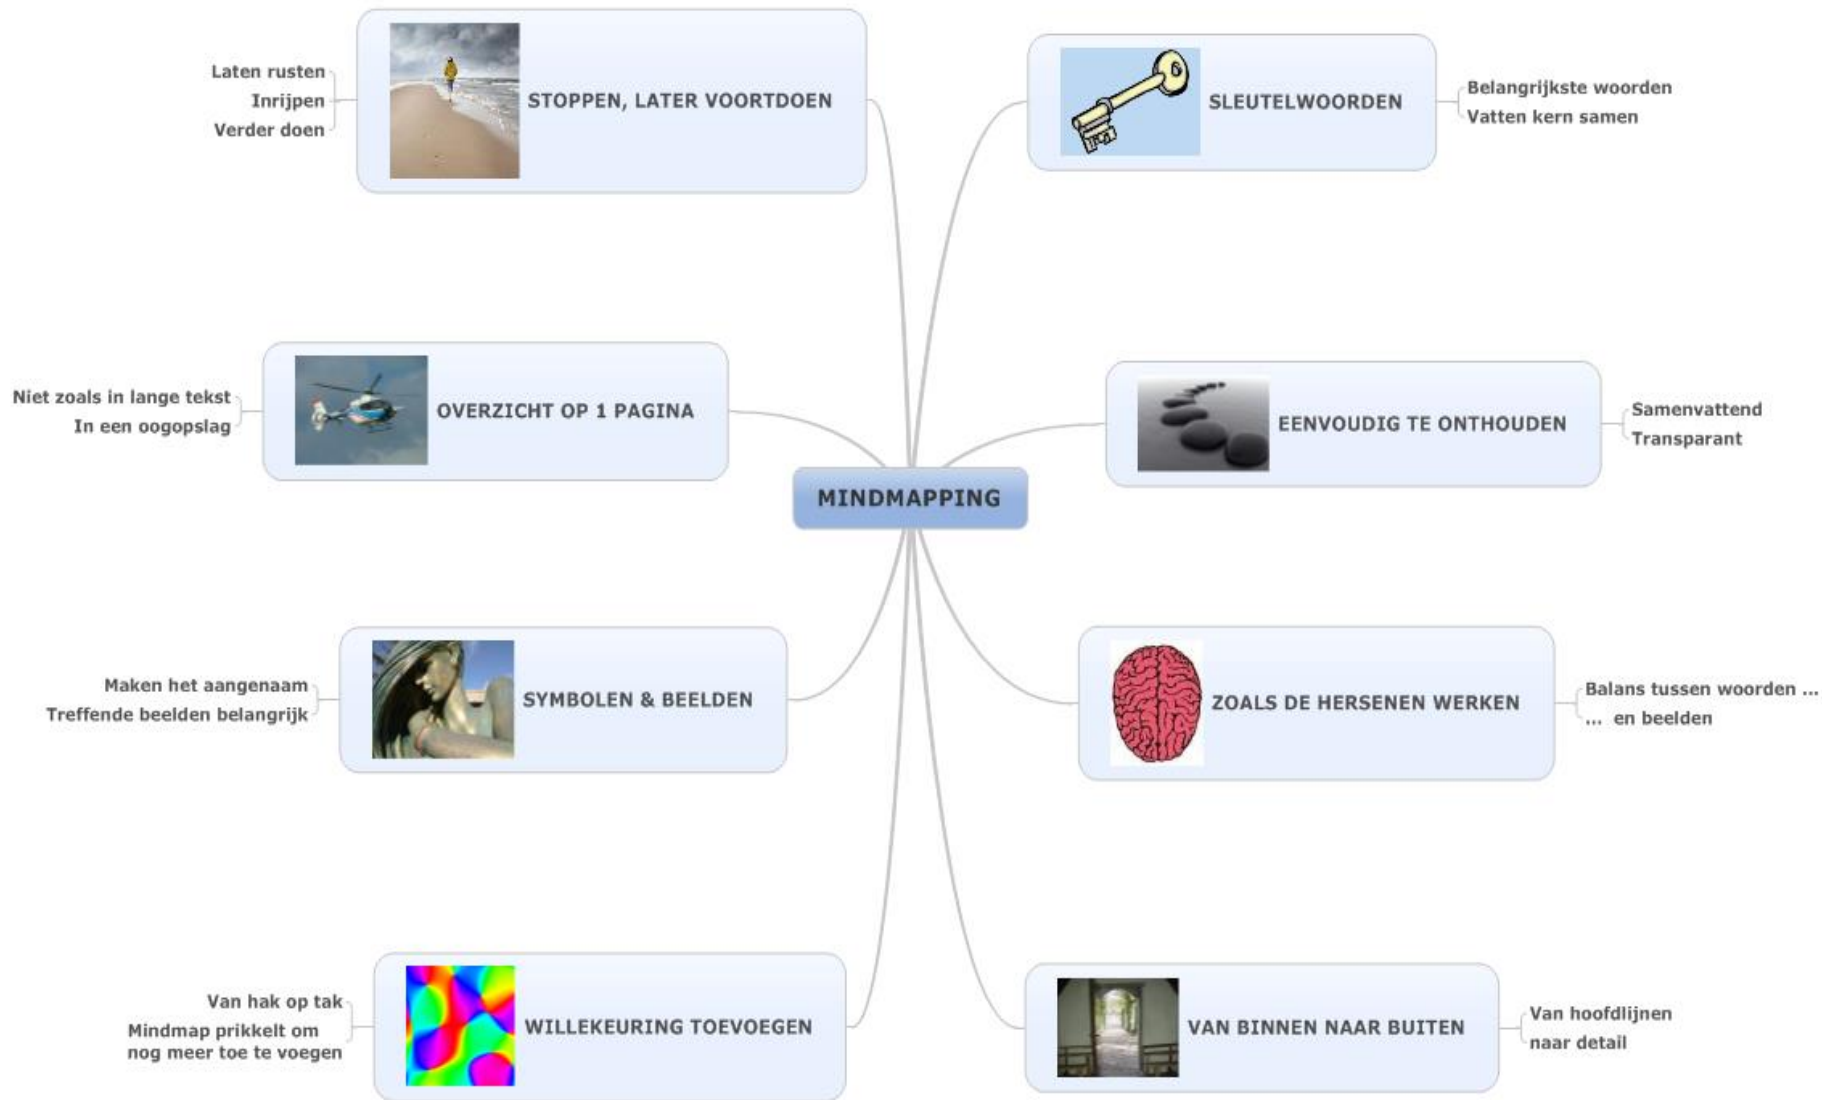 Laten rusten
Inrijpen
Verder doen
STOPPEN, LATER VOORTDOEN
SLEUTELWOORDEN
Belangrijkste woorden
Vatten kern samen
Niet zoals in lange tekst
In een oogopslag
OVERZICHT OP 1 PAGINA
EENVOUDIG TE ONTHOUDEN
Samenvattend
Transparant
MINDMAPPING
Maken het aangenaam
Treffende beelden belangrijk
SYMBOLEN & BEELDEN
ZOALS DE HERSENEN WERKEN
Balans tussen woorden ...
... en beelden
Van hak op tak
Mindmap prikkelt om
nog meer toe te voegen
WILLEKEURING TOEVOEGEN
VAN BINNEN NAAR BUITEN
Van hoofdlijnen
naar detail